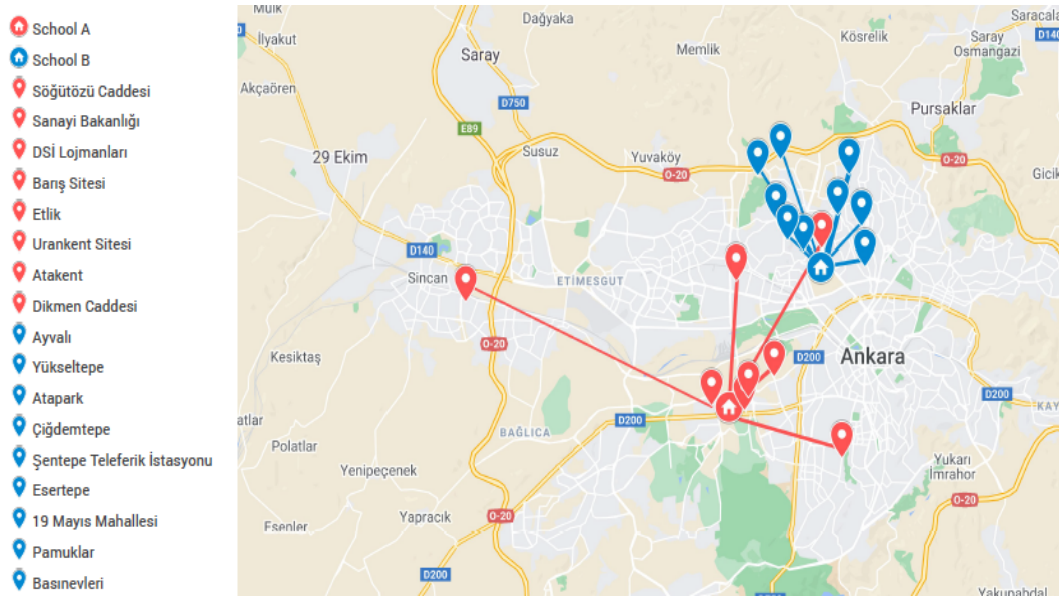 School A
School B
Söğütözü Caddesi
Sanayi Bakanlığı
DSİ Lojmanları
Barış Sitesi
Etlik
Urankent Sitesi
Atakent
Dikmen Caddesi
Ayvalı
Yükseltepe
Atapark
Çiğdemtepe
Şentepe Teleferik İstasyonu
Esertepe
19 Mayıs Mahallesi
Pamuklar
Basınevleri
Dağyaka
Saracala
İlyakut
Memlik
Kösrelik
Saray
Osmangazi
D140
Saray
Akçaören
D750
Pursaklar
E89
29 Ekim
Susuz
Yuvaköy
O-20
O-20
Gicik
D140
Sincan
ETİMESGUT
O-20
Kesiktaş
D200
Ankara
D200
KAY
atlar
D200
BAĞLICA
Polatlar
Yenipeçenek
Yukarı
İmrahor
Yapracık
O-20
O-20
Esenler
D200